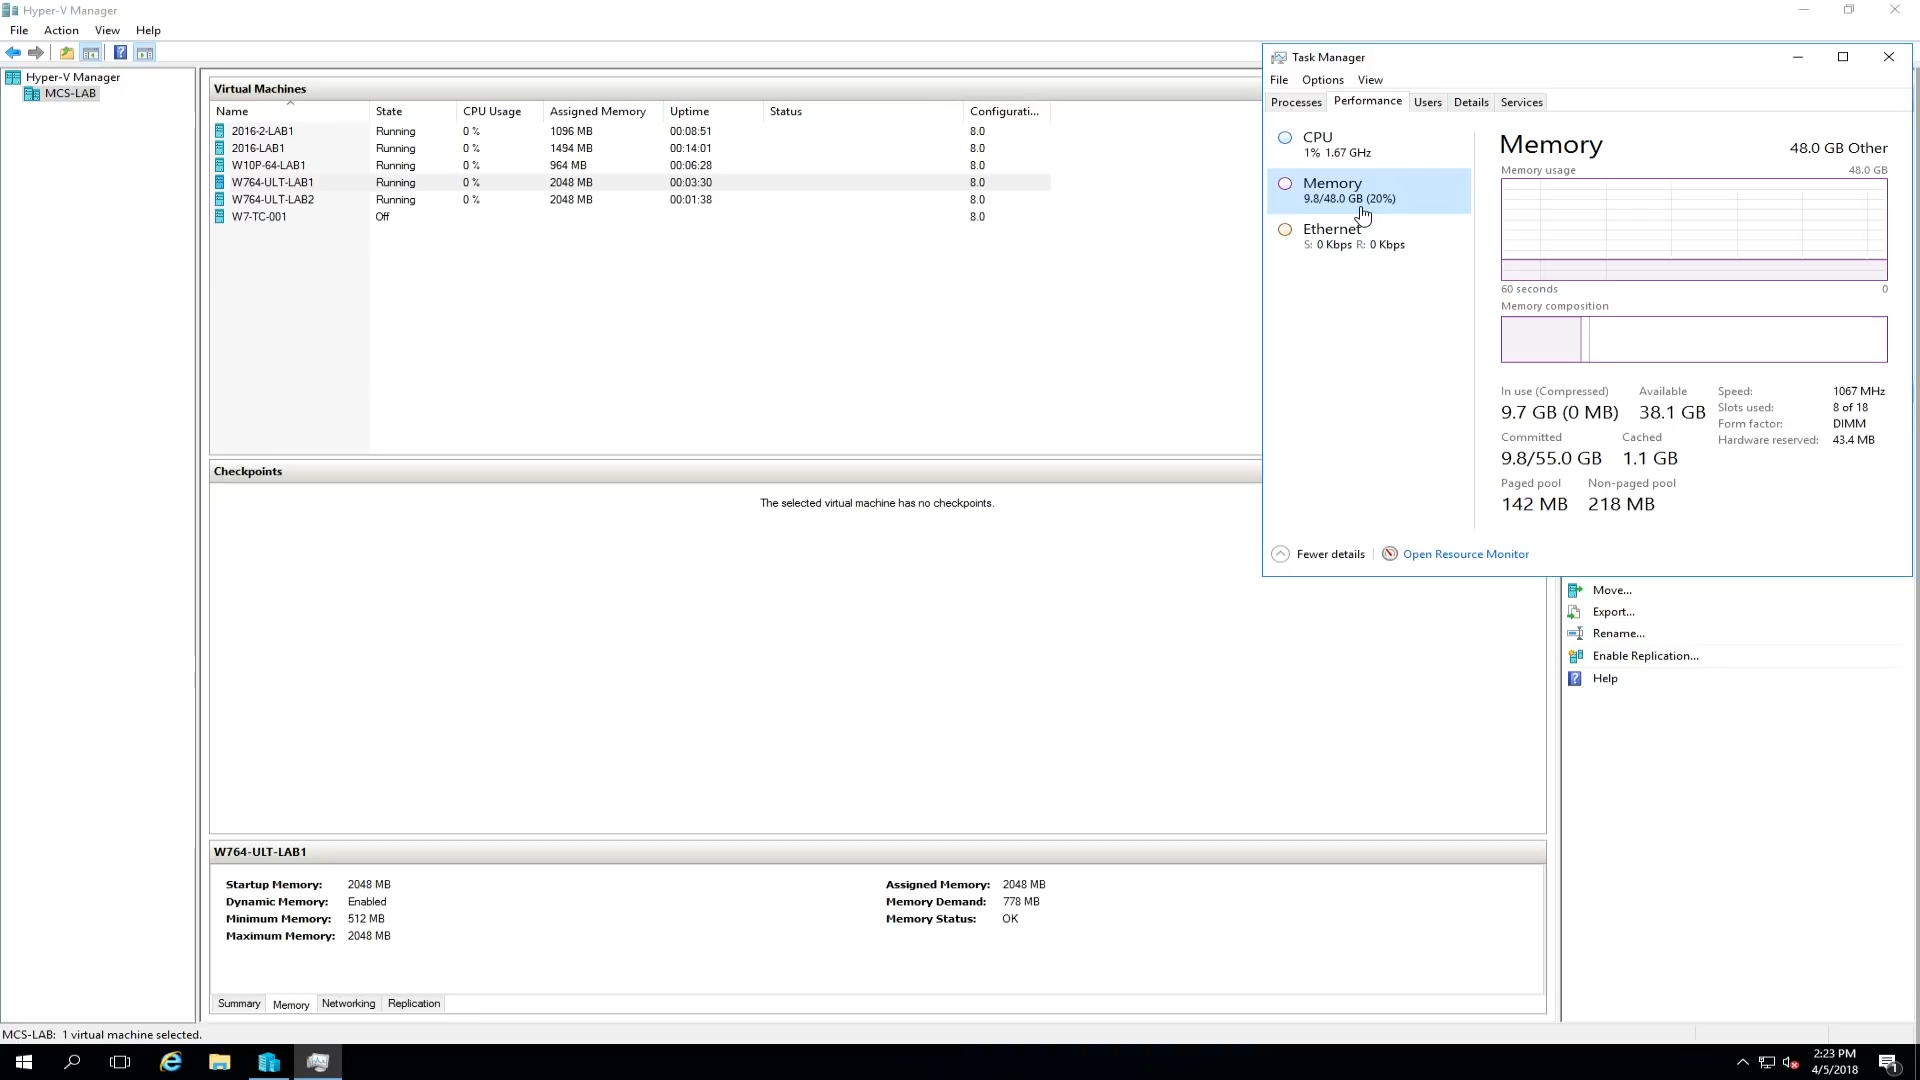 Hyper-V Manager
File Action View Help
Hyper-V Manager
MCS-LAB
Virtual Machines
Name State CPU Usage Assigned Memory Uptime Status Configurati...
2016-2-LAB1 Running 0 % 1096 MB 00:08:51 8.0
2016-LAB1 Running 0 % 1494 MB 00:14:01 8.0
W10P-64-LAB1 Running 0 % 964 MB 00:06:28 8.0
W764-ULT-LAB1 Running 0 % 2048 MB 00:03:30 8.0
W764-ULT-LAB2 Running 0 % 2048 MB 00:01:38 8.0
W7-TC-001 Off 8.0
Checkpoints
The selected virtual machine has no checkpoints.
W764-ULT-LAB1
Startup Memory: 2048 MB Assigned Memory: 2048 MB
Dynamic Memory: Enabled Memory Demand: 778 MB
Minimum Memory: 512 MB Memory Status: OK
Maximum Memory: 2048 MB
Summary Memory Networking Replication
Task Manager
File Options View
Processes Performance Users Details Services
CPU
1% 1.67 GHz
Memory
9.8/48.0 GB (20%)
Ethernet
S: 0 Kbps R: 0 Kbps
Memory 48.0 GB Other
Memory usage 48.0 GB
60 seconds 0
Memory composition
In use (Compressed) Available
9.7 GB (0 MB) 38.1 GB
Committed Cached
9.8/55.0 GB 1.1 GB
Paged pool Non-paged pool
142 MB 218 MB
Speed: 1067 MHz
Slots used: 8 of 18
Form factor: DIMM
Hardware reserved: 43.4 MB
Fewer details Open Resource Monitor
Move...
Export...
Rename...
Enable Replication...
Help
MCS-LAB: 1 virtual machine selected.
2:23 PM
4/5/2018
1